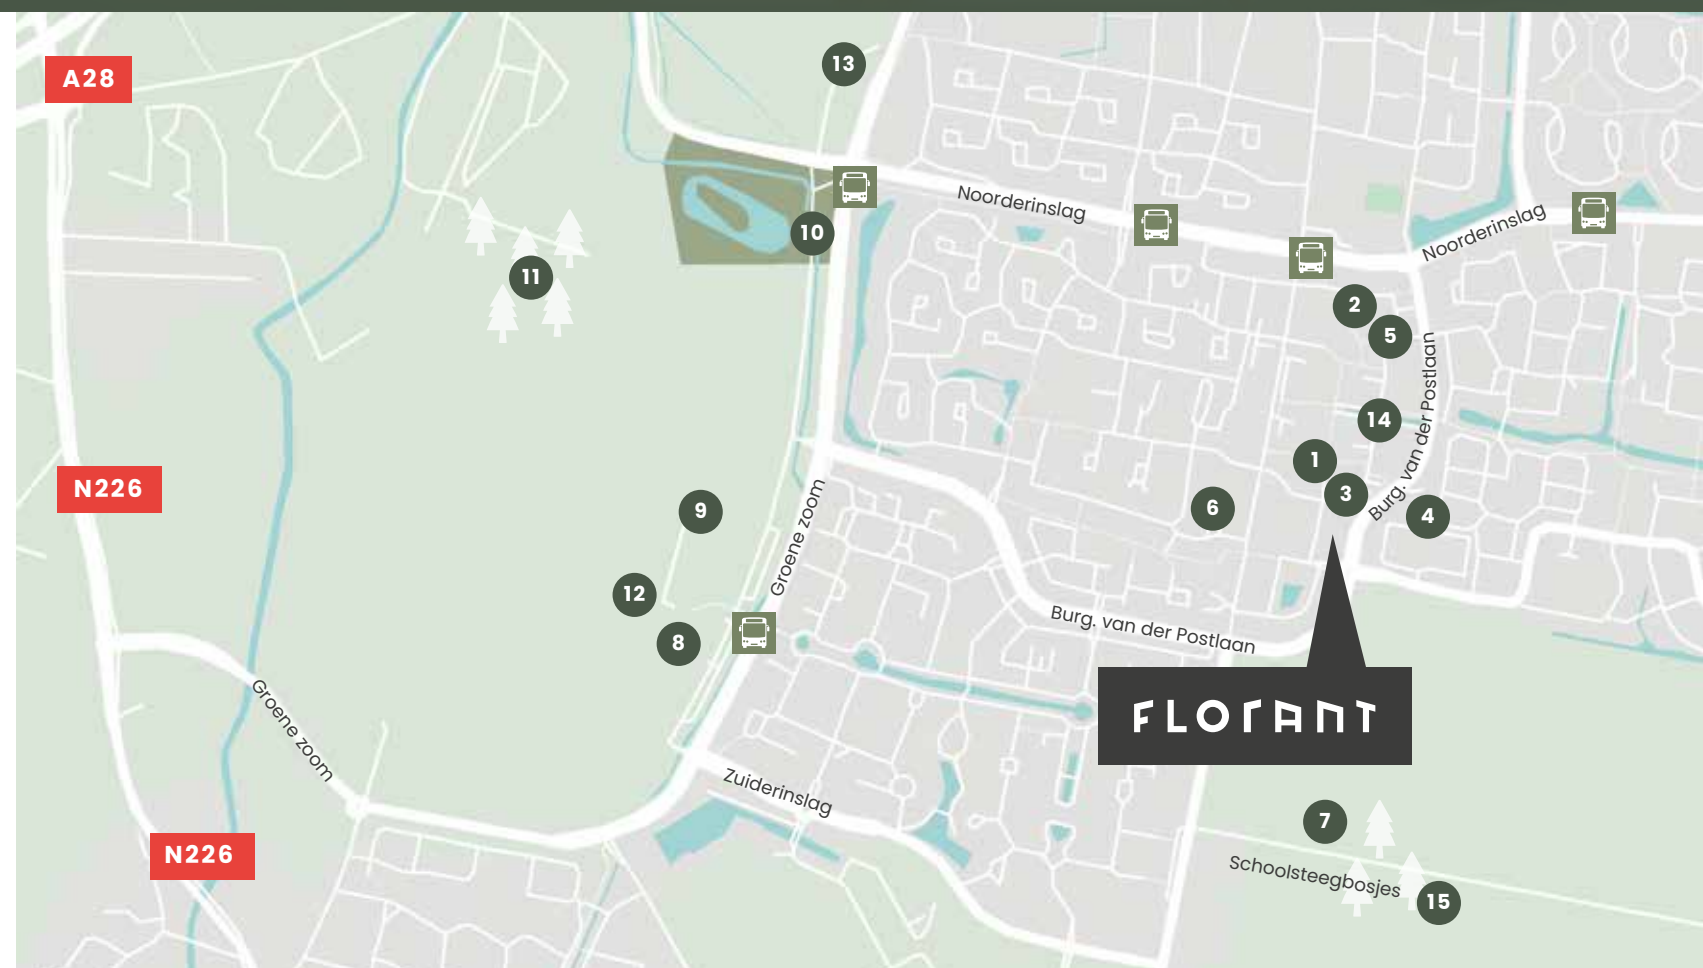 A28
13
Noorderinslag
Noorderinslag
10
11
2
5
Burg. van der Postlaan
14
1
3
4
N226
9
6
Groene zoom
12
8
Burg. van der Postlaan
FLORANT
Groene zoom
Zuiderinslag
7
Schoolsteegbosjes
15
N226